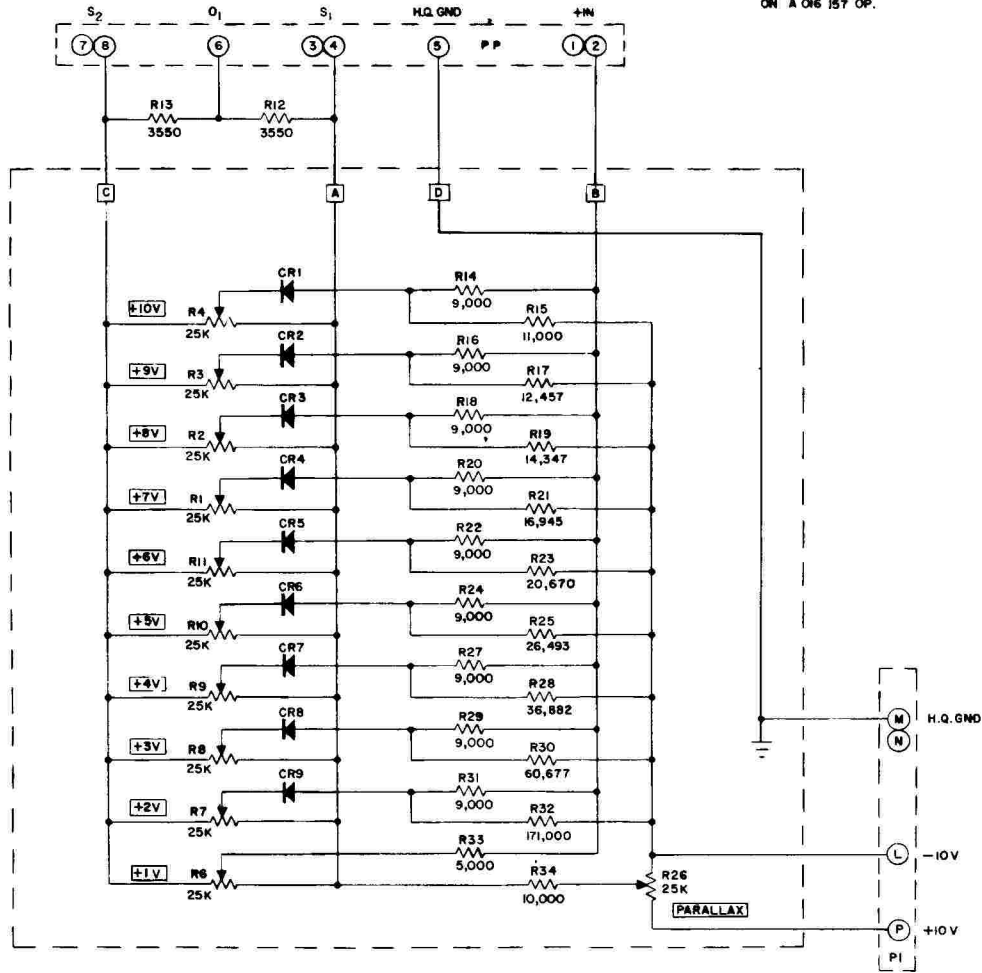 ON A 016 157 OP.
S2 O1 S1 H.Q. GND +IN
7 8 6 3 4 5 P P 1 2
R13 R12
3550 3550
C A D B
CR1 R14
9,000
+10V R4 R15
25K 11,000
CR2 R16
9,000
+9V R3 R17
25K 12,457
CR3 R18
9,000
+8V R2 R19
25K 14,347
CR4 R20
9,000
+7V R1 R21
25K 16,945
CR5 R22
9,000
+6V R11 R23
25K 20,670
CR6 R24
9,000
+5V R10 R25
25K 26,493
CR7 R27
9,000
+4V R9 R28
25K 36,882
CR8 R29
9,000
M H.Q. GND
N
+3V R8 R30
25K 60,677
CR9 R31
9,000
+2V R7 R32
25K 171,000
R33
5,000
L -10V
+1V R6 R34 R26
25K 10,000 25K
PARALLAX
P +10V
P1